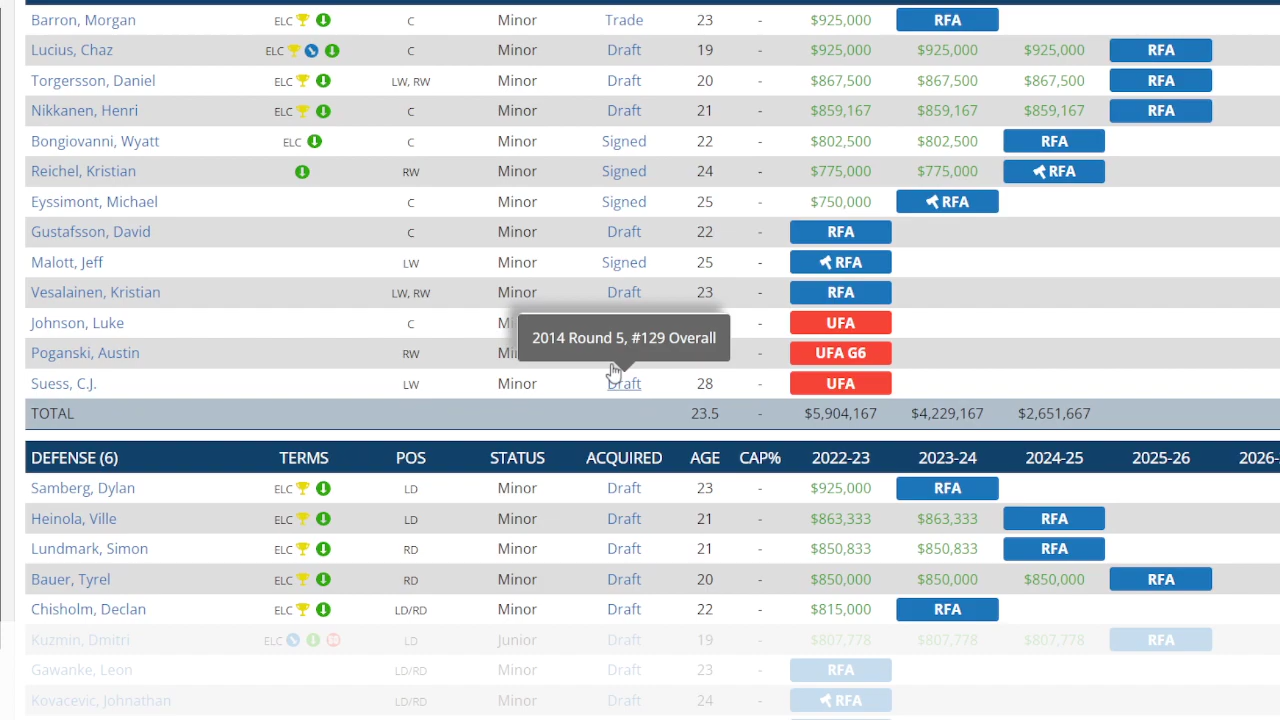 Barron, Morgan ELC C Minor Trade 23 - $925,000 RFA
Lucius, Chaz ELC C Minor Draft 19 - $925,000 $925,000 $925,000 RFA
Torgersson, Daniel ELC LW, RW Minor Draft 20 - $867,500 $867,500 $867,500 RFA
Nikkanen, Henri ELC C Minor Draft 21 - $859,167 $859,167 $859,167 RFA
Bongiovanni, Wyatt ELC C Minor Signed 22 - $802,500 $802,500 RFA
Reichel, Kristian RW Minor Signed 24 - $775,000 $775,000 RFA
Eyssimont, Michael C Minor Signed 25 - $750,000 RFA
Gustafsson, David C Minor Draft 22 - RFA
Malott, Jeff LW Minor Signed 25 - RFA
Vesalainen, Kristian LW, RW Minor Draft 23 - RFA
Johnson, Luke C - UFA
2014 Round 5, #129 Overall
Poganski, Austin RW - UFA G6
Suess, C.J. LW Minor Draft 28 - UFA
TOTAL 23.5 - $5,904,167 $4,229,167 $2,651,667
DEFENSE (6) TERMS POS STATUS ACQUIRED AGE CAP% 2022-23 2023-24 2024-25 2025-26 2026-
Samberg, Dylan ELC LD Minor Draft 23 - $925,000 RFA
Heinola, Ville ELC LD Minor Draft 21 - $863,333 $863,333 RFA
Lundmark, Simon ELC RD Minor Draft 21 - $850,833 $850,833 RFA
Bauer, Tyrel ELC RD Minor Draft 20 - $850,000 $850,000 $850,000 RFA
Chisholm, Declan ELC LD/RD Minor Draft 22 - $815,000 RFA
Kuzmin, Dmitri ELC LD Junior Draft 19 - $807,778 $807,778 $807,778 RFA
Gawanke, Leon LD/RD Minor Draft 23 - RFA
Kovacevic, Johnathan LD/RD Minor Draft 24 - RFA